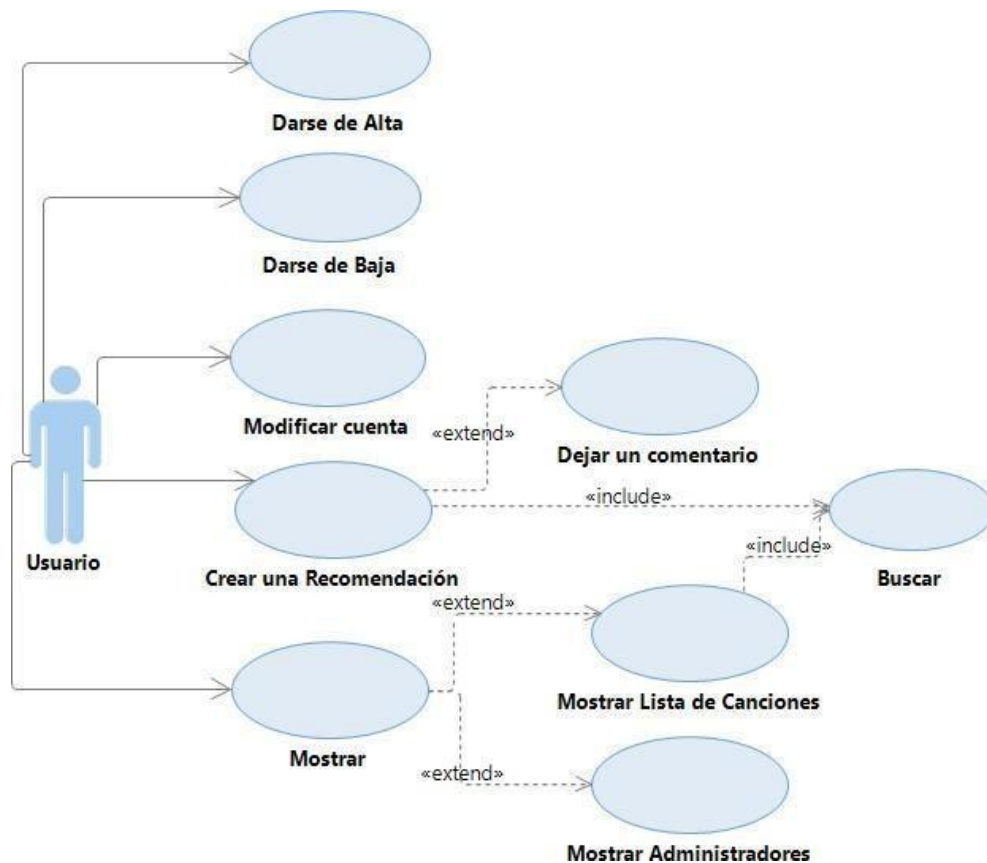 Darse de Alta
Darse de Baja
Modificar cuenta
«extend»
Dejar un comentario
«include»
Usuario
Crear una Recomendación
«include»
Buscar
«extend»
Mostrar Lista de Canciones
Mostrar
«extend»
Mostrar Administradores